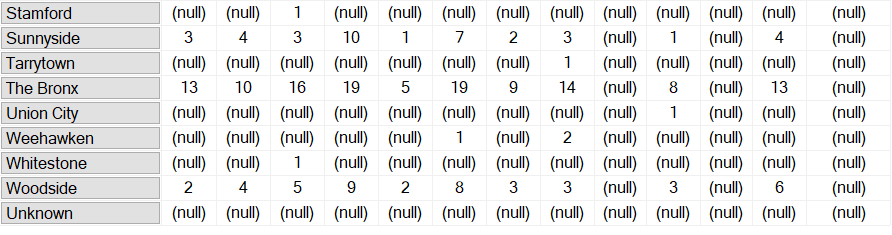 Stamford (null) (null) 1 (null) (null) (null) (null) (null) (null) (null) (null) (null) (null)
Sunnyside 3 4 3 10 1 7 2 3 (null) 1 (null) 4 (null)
Tarrytown (null) (null) (null) (null) (null) (null) (null) 1 (null) (null) (null) (null) (null)
The Bronx 13 10 16 19 5 19 9 14 (null) 8 (null) 13 (null)
Union City (null) (null) (null) (null) (null) (null) (null) (null) (null) 1 (null) (null) (null)
Weehawken (null) (null) (null) (null) (null) 1 (null) 2 (null) (null) (null) (null) (null)
Whitestone (null) (null) 1 (null) (null) (null) (null) (null) (null) (null) (null) (null) (null)
Woodside 2 4 5 9 2 8 3 3 (null) 3 (null) 6 (null)
Unknown (null) (null) (null) (null) (null) (null) (null) (null) (null) (null) (null) (null) (null)